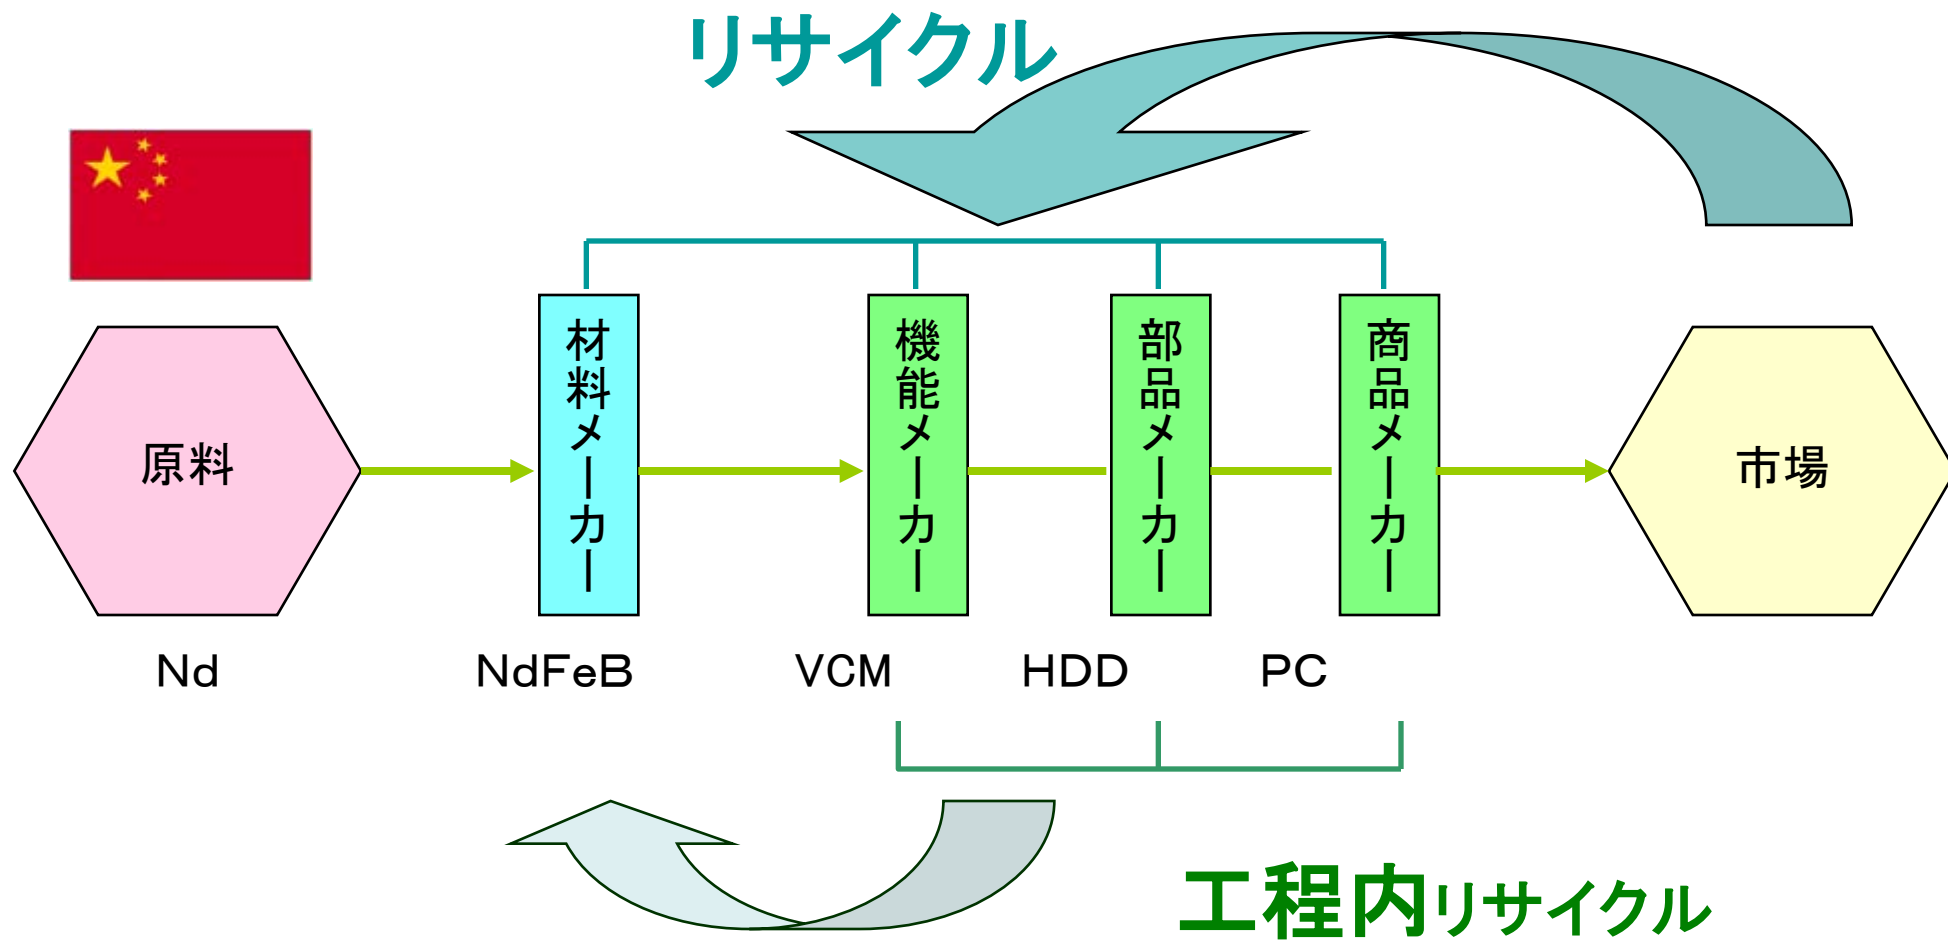 リサイクル
原料
材料メーカー
機能メーカー
部品メーカー
商品メーカー
市場
Nd
NdFeB
VCM
HDD
PC
工程内リサイクル